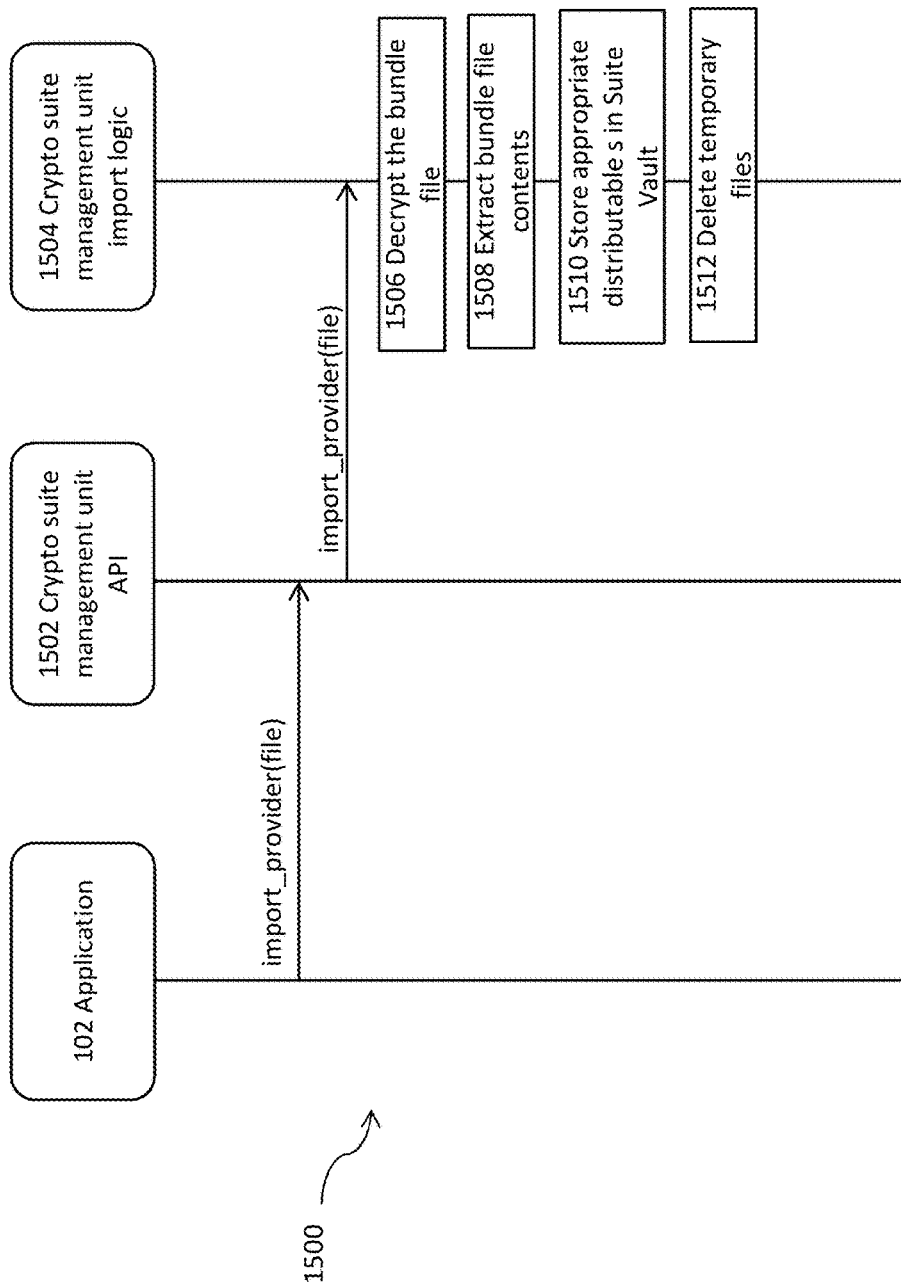 102 Application
1502 Crypto suite
management unit
API
1504 Crypto suite
management unit
import logic
import_provider(file)
import_provider(file)
1506 Decrypt the bundle
file
1508 Extract bundle file
contents
1510 Store appropriate
distributable s in Suite
Vault
1512 Delete temporary
files
1500